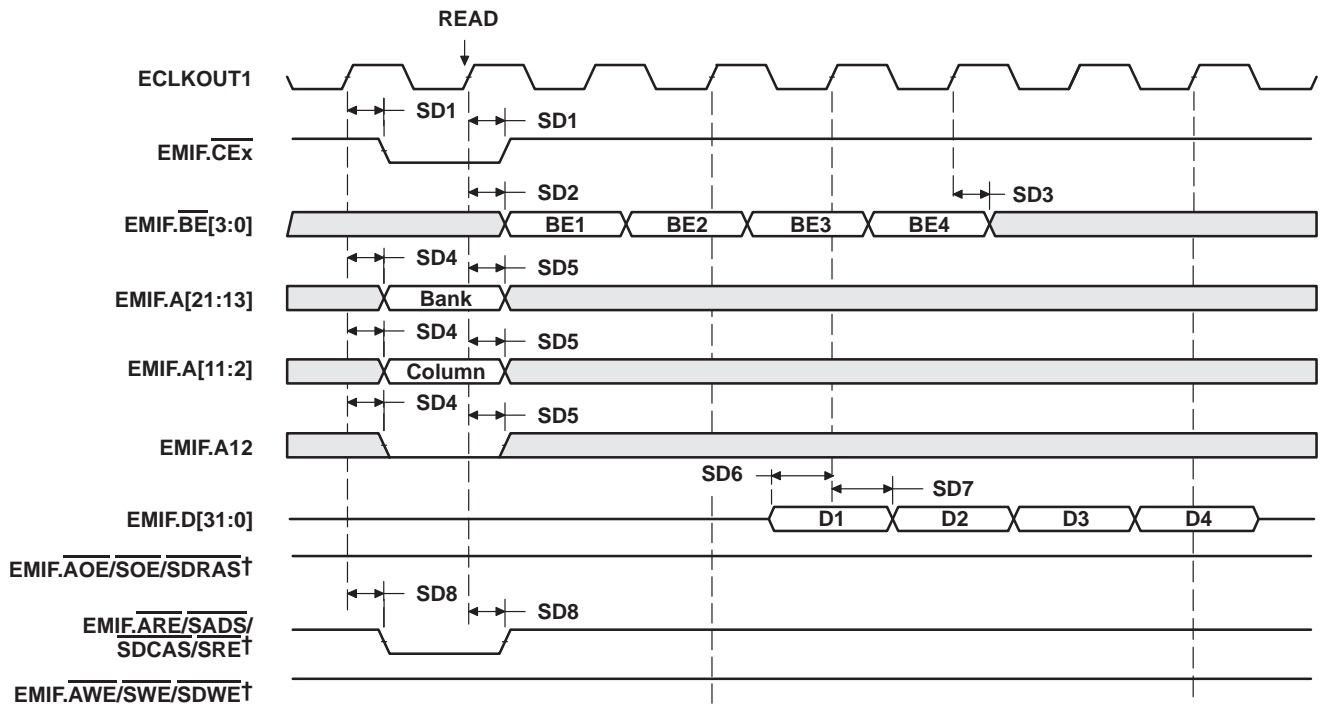 READ
ECLKOUT1
SD1
SD1
EMIF.CEx
SD2
SD3
EMIF.BE[3:0]
BE1
BE2
BE3
BE4
SD4
SD5
EMIF.A[21:13]
Bank
SD4
SD5
EMIF.A[11:2]
Column
SD4
SD5
EMIF.A12
SD6
SD7
EMIF.D[31:0]
D1
D2
D3
D4
EMIF.AOE/SOE/SDRAS†
SD8
SD8
EMIF.ARE/SADS/
SDCAS/SRE†
EMIF.AWE/SWE/SDWE†